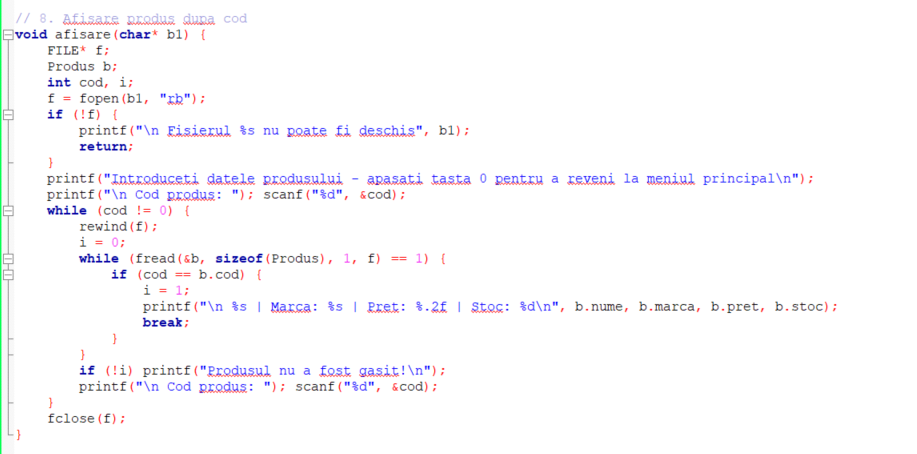 // 8. Afisare produs dupa cod
void afisare(char* b1) {
    FILE* f;
    Produs b;
    int cod, i;
    f = fopen(b1, "rb");
    if (!f) {
        printf("\n Fisierul %s nu poate fi deschis", b1);
        return;
    }
    printf("Introduceti datele produsului - apasati tasta 0 pentru a reveni la meniul principal\n");
    printf("\n Cod produs: "); scanf("%d", &cod);
    while (cod != 0) {
        rewind(f);
        i = 0;
        while (fread(&b, sizeof(Produs), 1, f) == 1) {
            if (cod == b.cod) {
                i = 1;
                printf("\n %s | Marca: %s | Pret: %.2f | Stoc: %d\n", b.nume, b.marca, b.pret, b.stoc);
                break;
            }
        }
        if (!i) printf("Produsul nu a fost gasit!\n");
        printf("\n Cod produs: "); scanf("%d", &cod);
    }
    fclose(f);
}